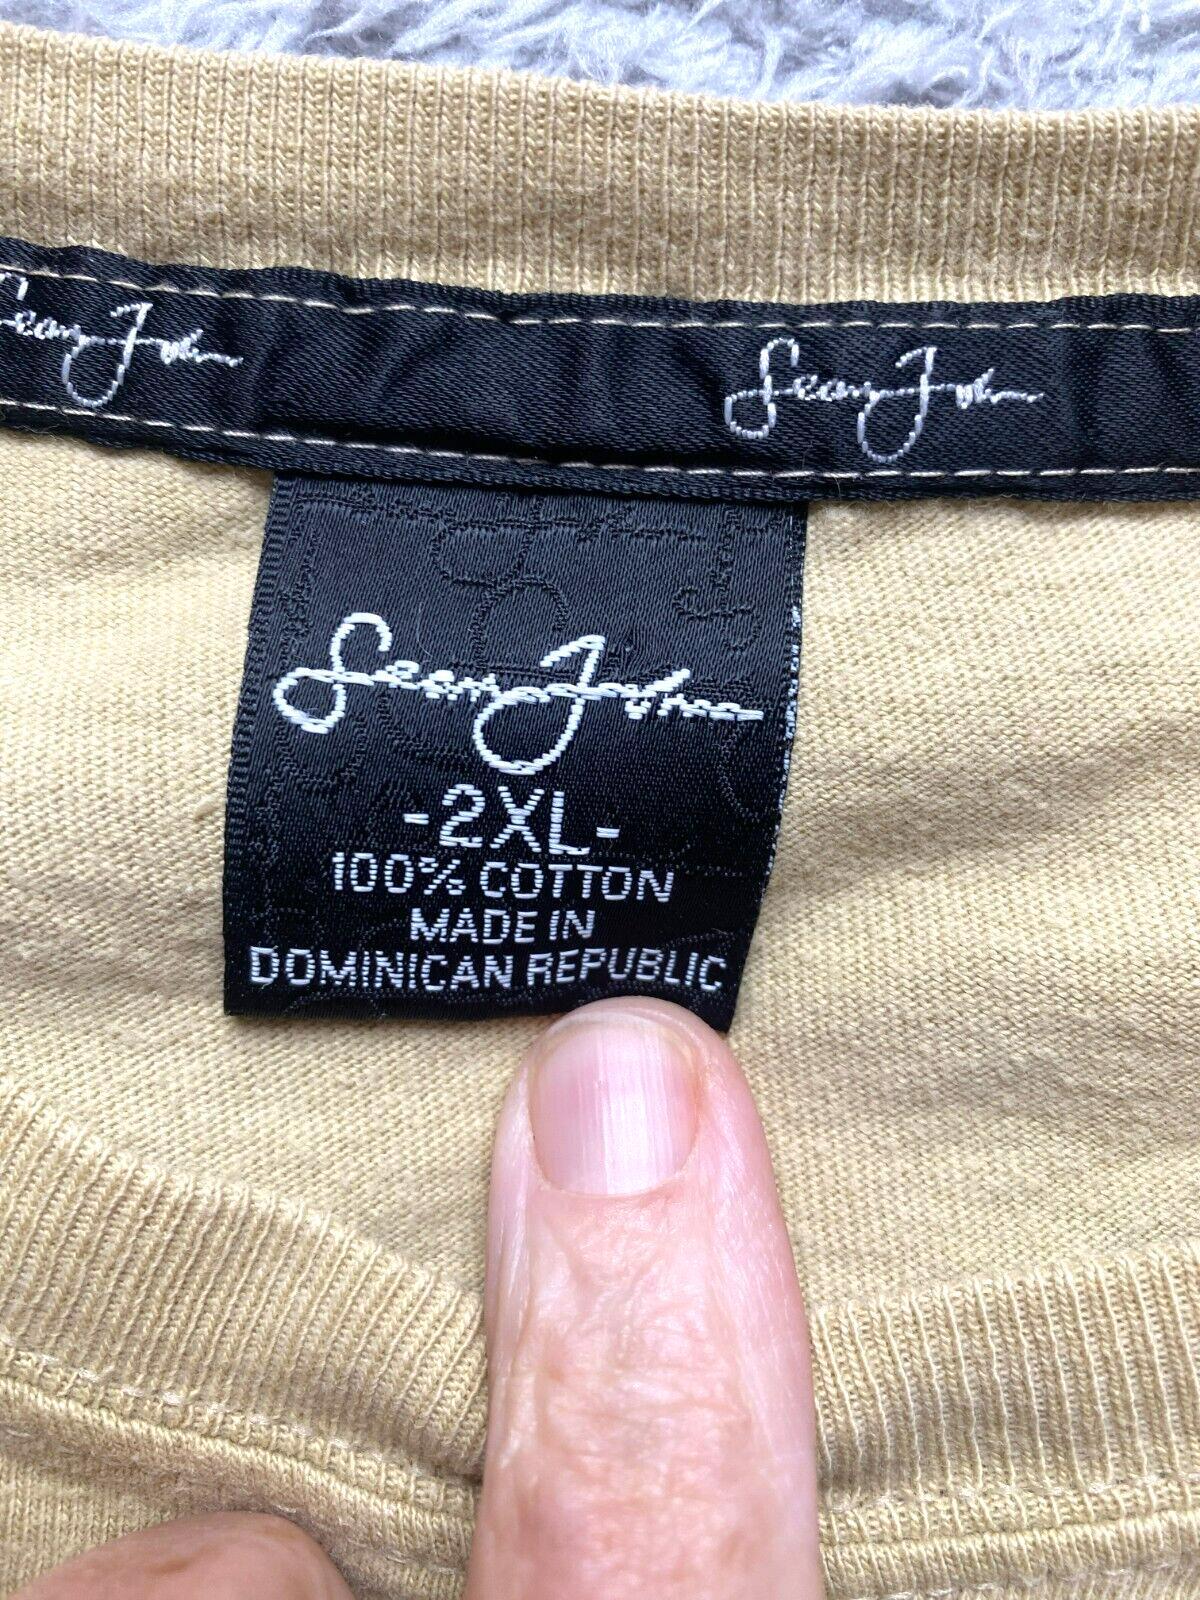 Sean John
Sean John
Sean John
-2XL-
100% COTTON
MADE IN
DOMINICAN REPUBLIC